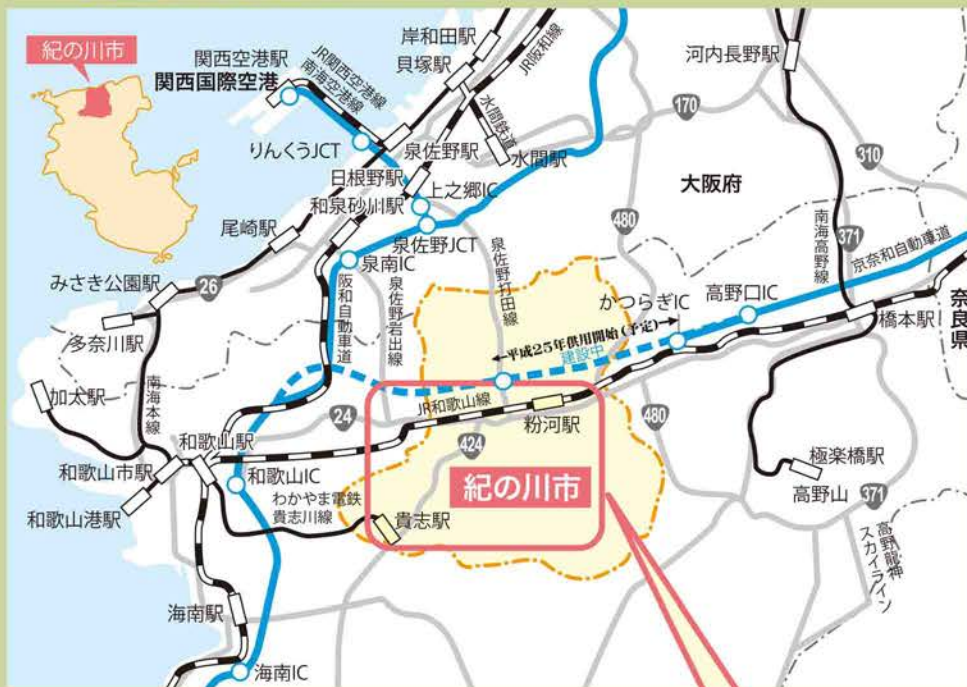 紀の川市
関西空港駅
関西国際空港
JR関西空港線
南海空港線
岸和田駅
貝塚駅
JR阪和線
水間鉄道
河内長野駅
170
310
りんくうJCT
泉佐野駅
水間駅
日根野駅
上之郷IC
大阪府
和泉砂川駅
480
尾崎駅
泉佐野JCT
南海高野線
371
京奈和自動車道
泉南IC
みさき公園駅
26
阪和自動車道
泉佐野岩出線
泉佐野打田線
かつらぎIC
高野口IC
橋本駅
奈良県
多奈川駅
平成25年供用開始(予定)
建設中
加太駅
南海本線
JR和歌山線
24
粉河駅
480
和歌山駅
424
極楽橋駅
和歌山市駅
和歌山IC
紀の川市
高野山
371
わかやま電鉄
貴志川線
和歌山港駅
貴志駅
高野龍神
スカイライン
海南駅
海南IC